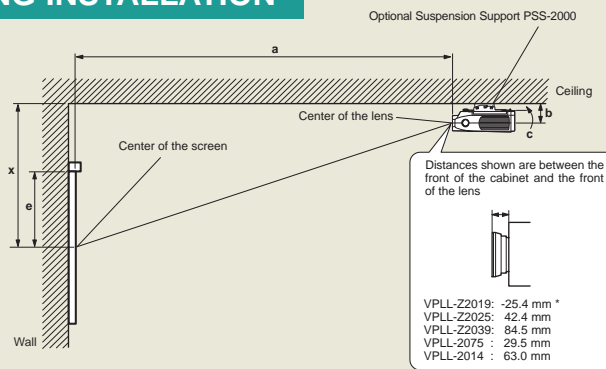 NG INSTALLATION
Optional Suspension Support PSS-2000
a
Ceiling
b
Center of the lens
c
Center of the screen
x
e
Distances shown are between the
front of the cabinet and the front
of the lens
VPLL-Z2019: -25.4 mm *
VPLL-Z2025: 42.4 mm
VPLL-Z2039: 84.5 mm
VPLL-2075 : 29.5 mm
VPLL-2014 : 63.0 mm
Wall